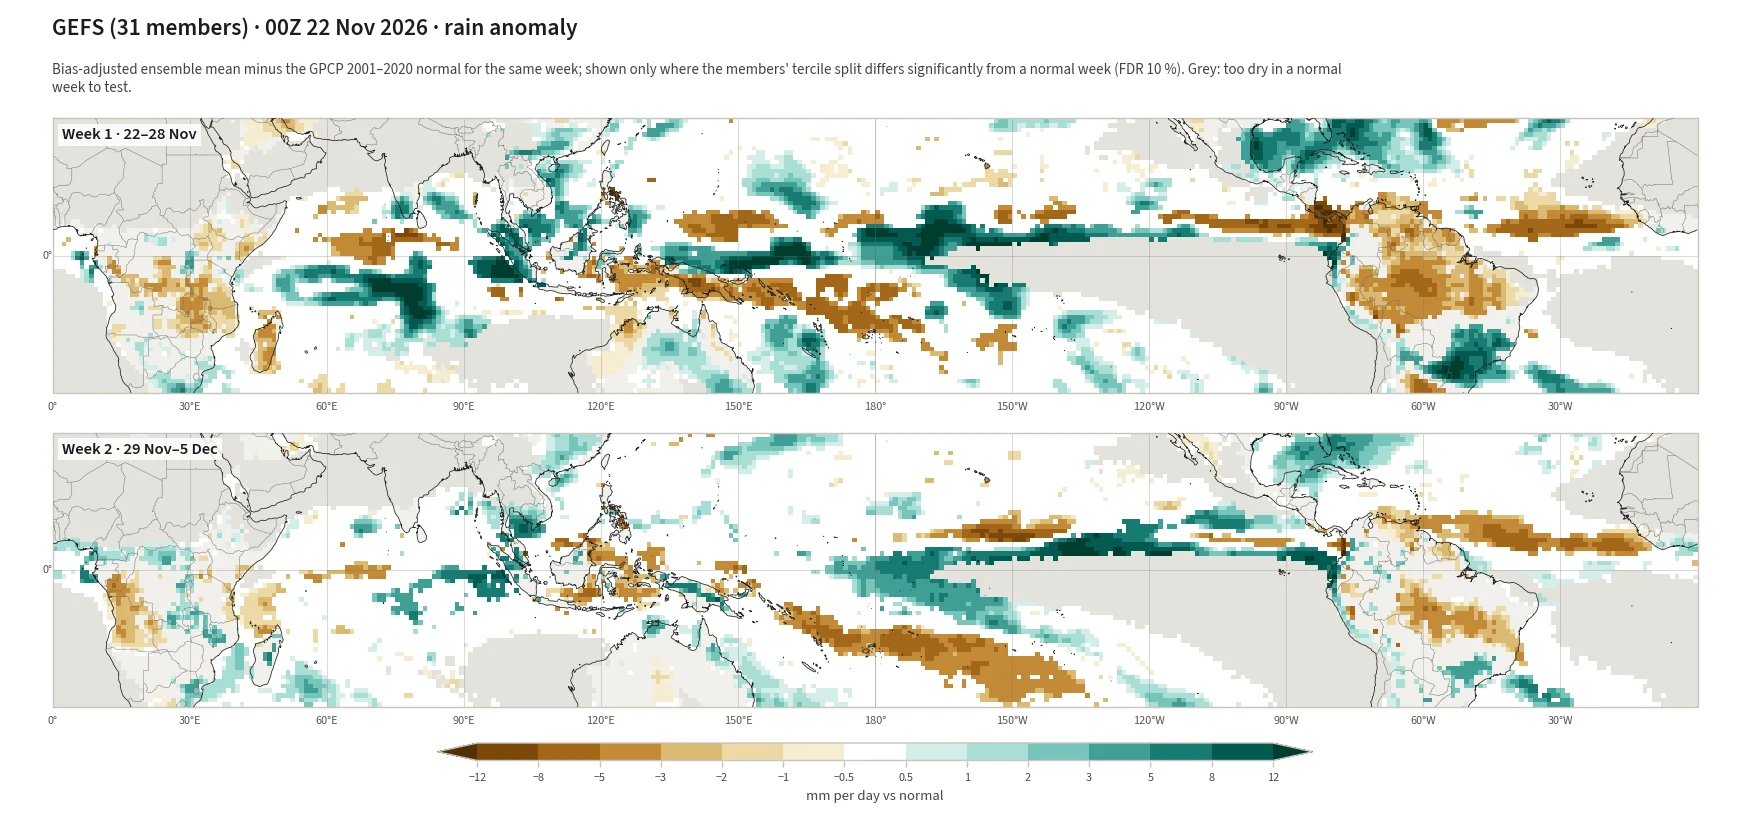 GEFS (31 members) · 00Z 22 Nov 2026 · rain anomaly
Bias-adjusted ensemble mean minus the GPCP 2001–2020 normal for the same week; shown only where the members' tercile split differs significantly from a normal week (FDR 10 %). Grey: too dry in a normal
week to test.
Week 1 · 22–28 Nov
0°
0° 30°E 60°E 90°E 120°E 150°E 180° 150°W 120°W 90°W 60°W 30°W
Week 2 · 29 Nov–5 Dec
0°
0° 30°E 60°E 90°E 120°E 150°E 180° 150°W 120°W 90°W 60°W 30°W
−12 −8 −5 −3 −2 −1 −0.5 0.5 1 2 3 5 8 12
mm per day vs normal